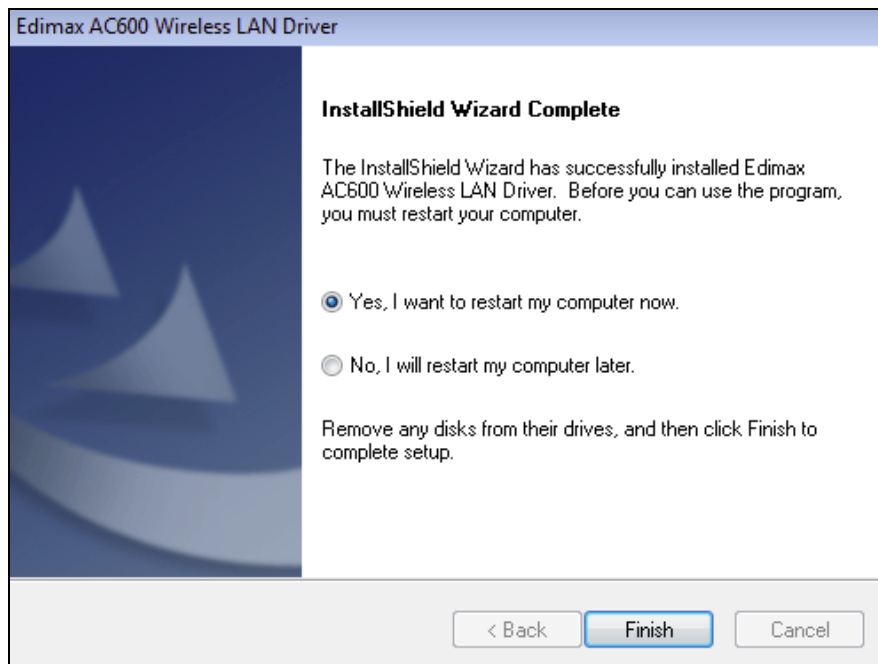 Edimax AC600 Wireless LAN Driver
InstallShield Wizard Complete
The InstallShield Wizard has successfully installed Edimax
AC600 Wireless LAN Driver. Before you can use the program,
you must restart your computer.
Yes, I want to restart my computer now.
No, I will restart my computer later.
Remove any disks from their drives, and then click Finish to
complete setup.
< Back Finish Cancel